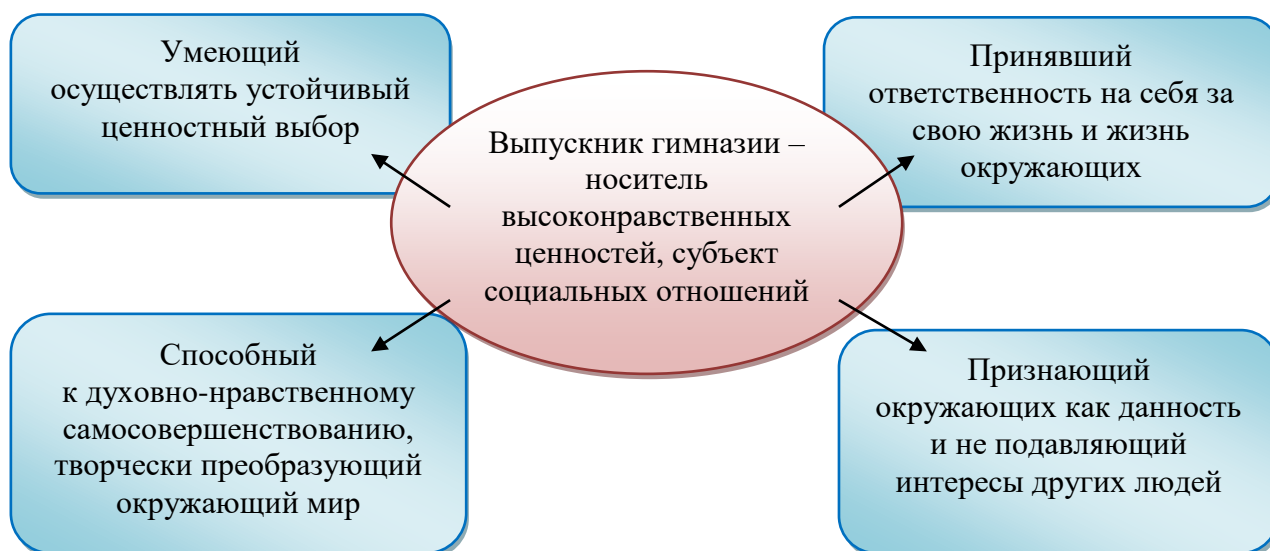 Умеющий
осуществлять устойчивый
ценностный выбор
Принявший
ответственность на себя за
свою жизнь и жизнь
окружающих
Выпускник гимназии –
носитель
высоконравственных
ценностей, субъект
социальных отношений
Способный
к духовно-нравственному
самосовершенствованию,
творчески преобразующий
окружающий мир
Признающий
окружающих как данность
и не подавляющий
интересы других людей